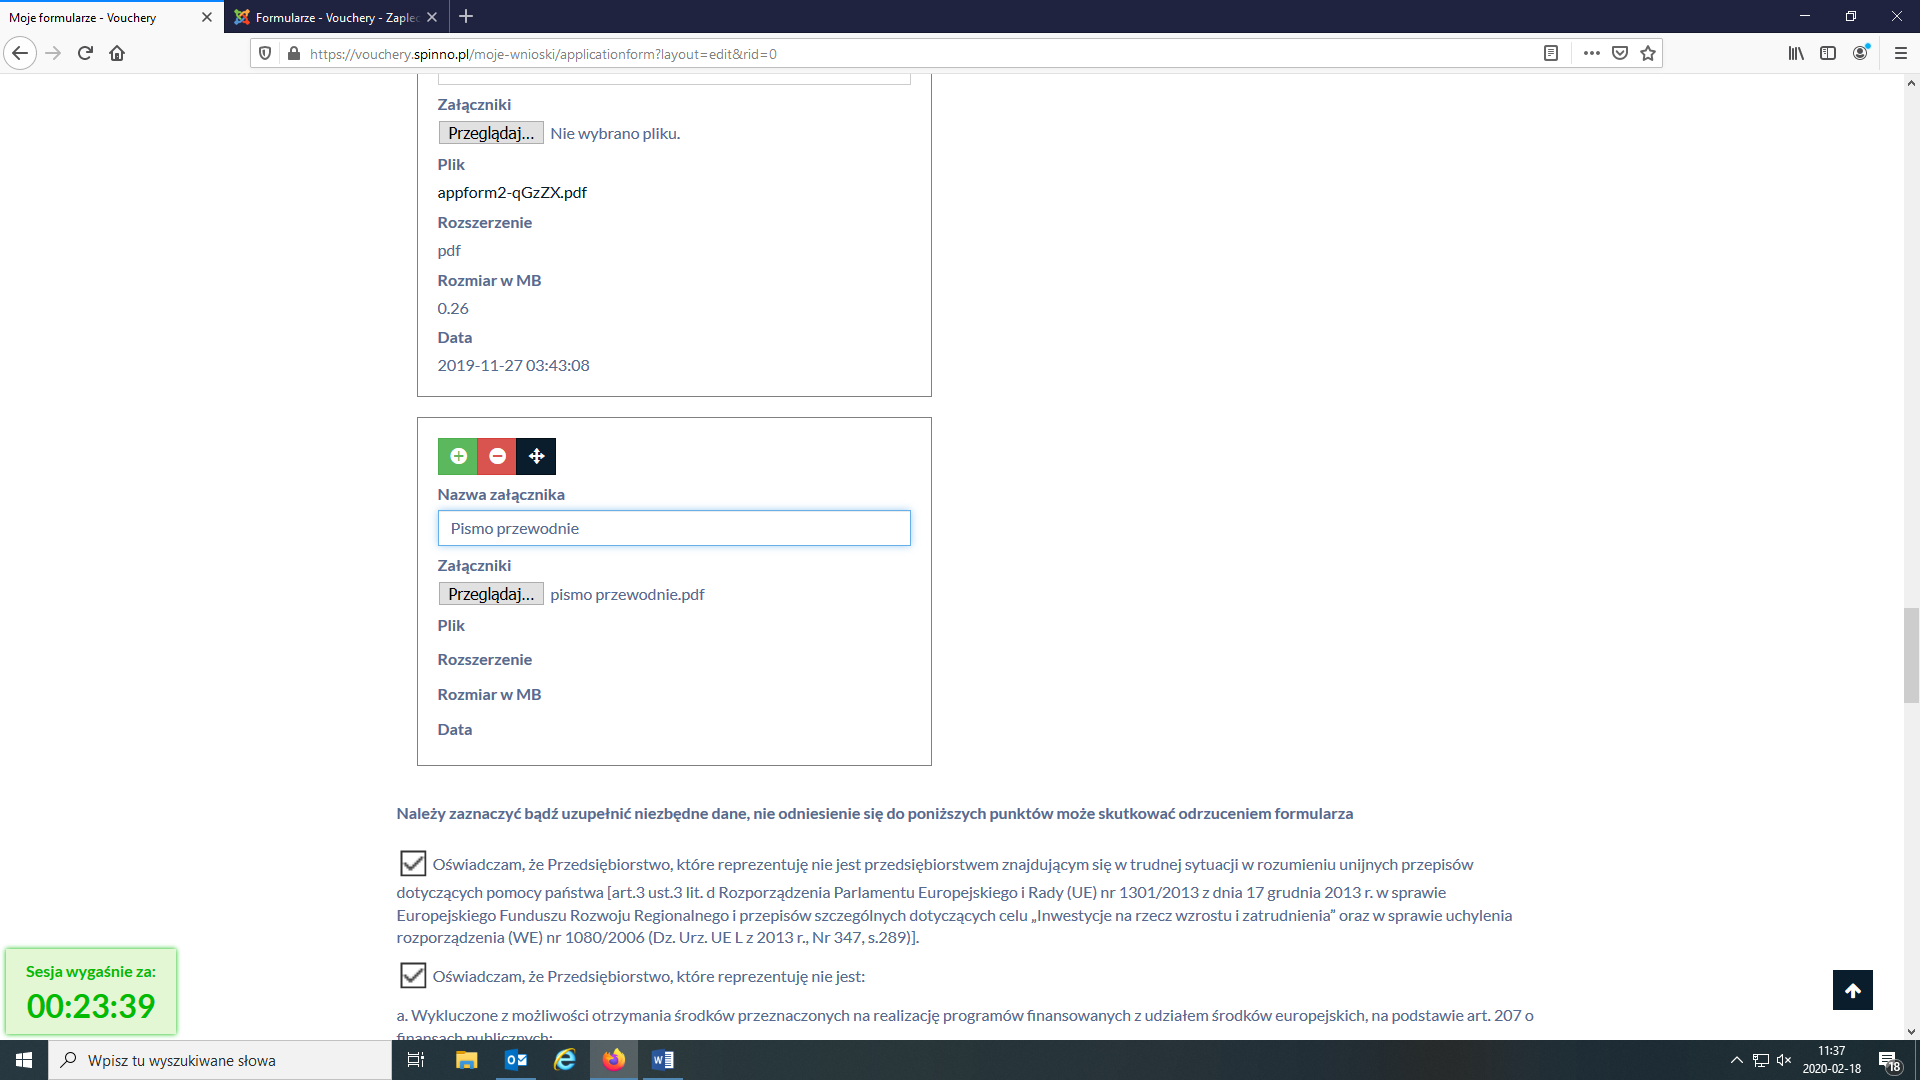 Moje formularze - Vouchery
Formularze - Vouchery - Zaplec
https://vouchery.spinno.pl/moje-wnioski/applicationform?layout=edit&rid=0
Załączniki
Przeglądaj... Nie wybrano pliku.
Plik
appform2-qGzZX.pdf
Rozszerzenie
pdf
Rozmiar w MB
0.26
Data
2019-11-27 03:43:08
Nazwa załącznika
Pismo przewodnie
Załączniki
Przeglądaj... pismo przewodnie.pdf
Plik
Rozszerzenie
Rozmiar w MB
Data
Należy zaznaczyć bądź uzupełnić niezbędne dane, nie odniesienie się do poniższych punktów może skutkować odrzuceniem formularza
Oświadczam, że Przedsiębiorstwo, które reprezentuję nie jest przedsiębiorstwem znajdującym się w trudnej sytuacji w rozumieniu unijnych przepisów
dotyczących pomocy państwa [art.3 ust.3 lit. d Rozporządzenia Parlamentu Europejskiego i Rady (UE) nr 1301/2013 z dnia 17 grudnia 2013 r. w sprawie
Europejskiego Funduszu Rozwoju Regionalnego i przepisów szczególnych dotyczących celu „Inwestycje na rzecz wzrostu i zatrudnienia” oraz w sprawie uchylenia
rozporządzenia (WE) nr 1080/2006 (Dz. Urz. UE L z 2013 r., Nr 347, s.289)].
Oświadczam, że Przedsiębiorstwo, które reprezentuję nie jest:
a. Wykluczone z możliwości otrzymania środków przeznaczonych na realizację programów finansowanych z udziałem środków europejskich, na podstawie art. 207 o
finansach publicznych;
Sesja wygaśnie za:
00:23:39
Wpisz tu wyszukiwane słowa
11:37
2020-02-18
18